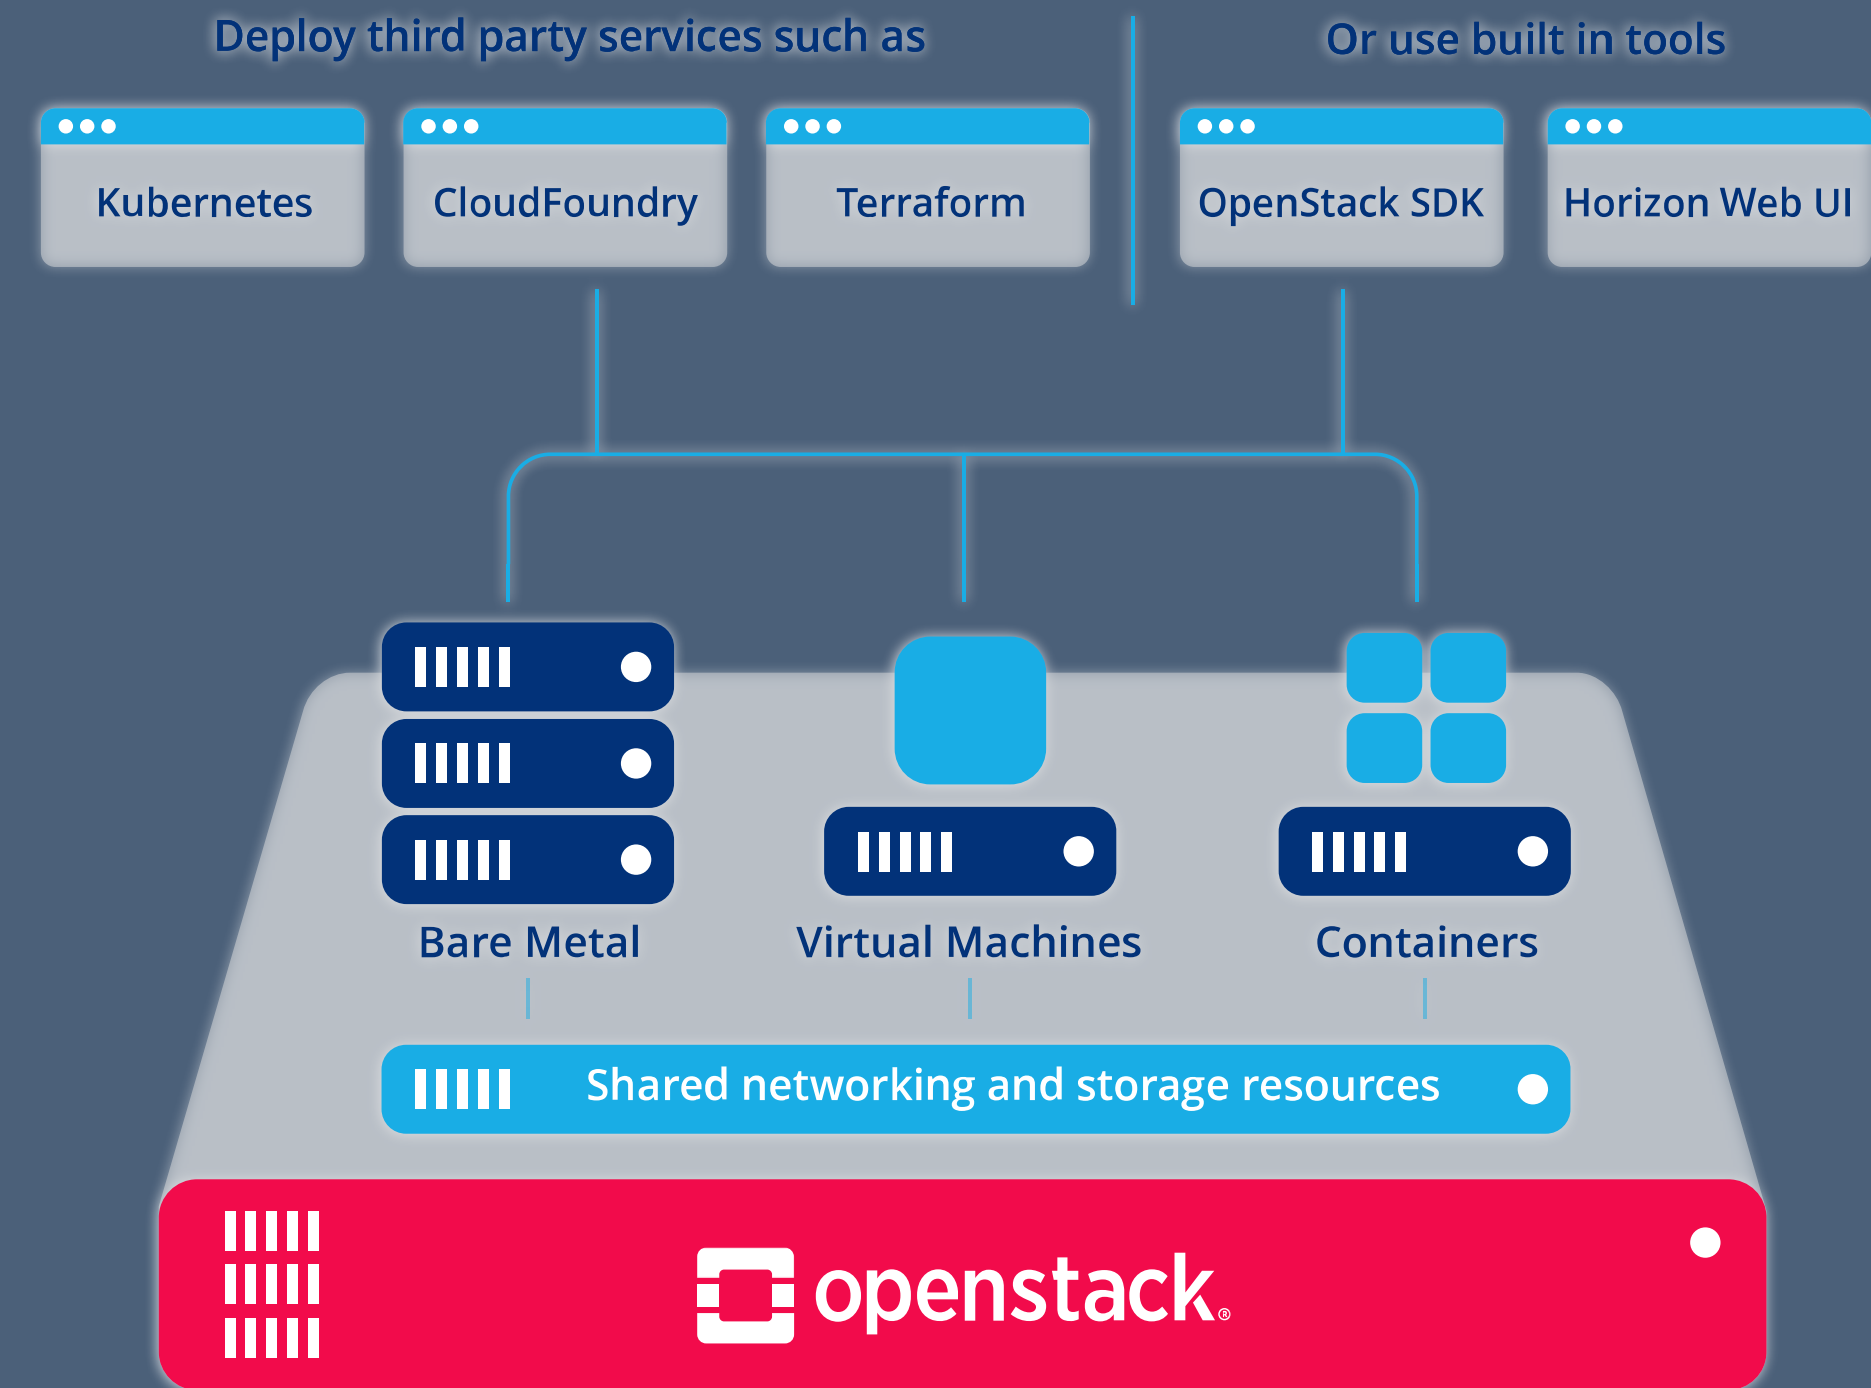 Deploy third party services such as
Or use built in tools
Kubernetes
CloudFoundry
Terraform
OpenStack SDK
Horizon Web UI
Bare Metal
Virtual Machines
Containers
Shared networking and storage resources
openstack®